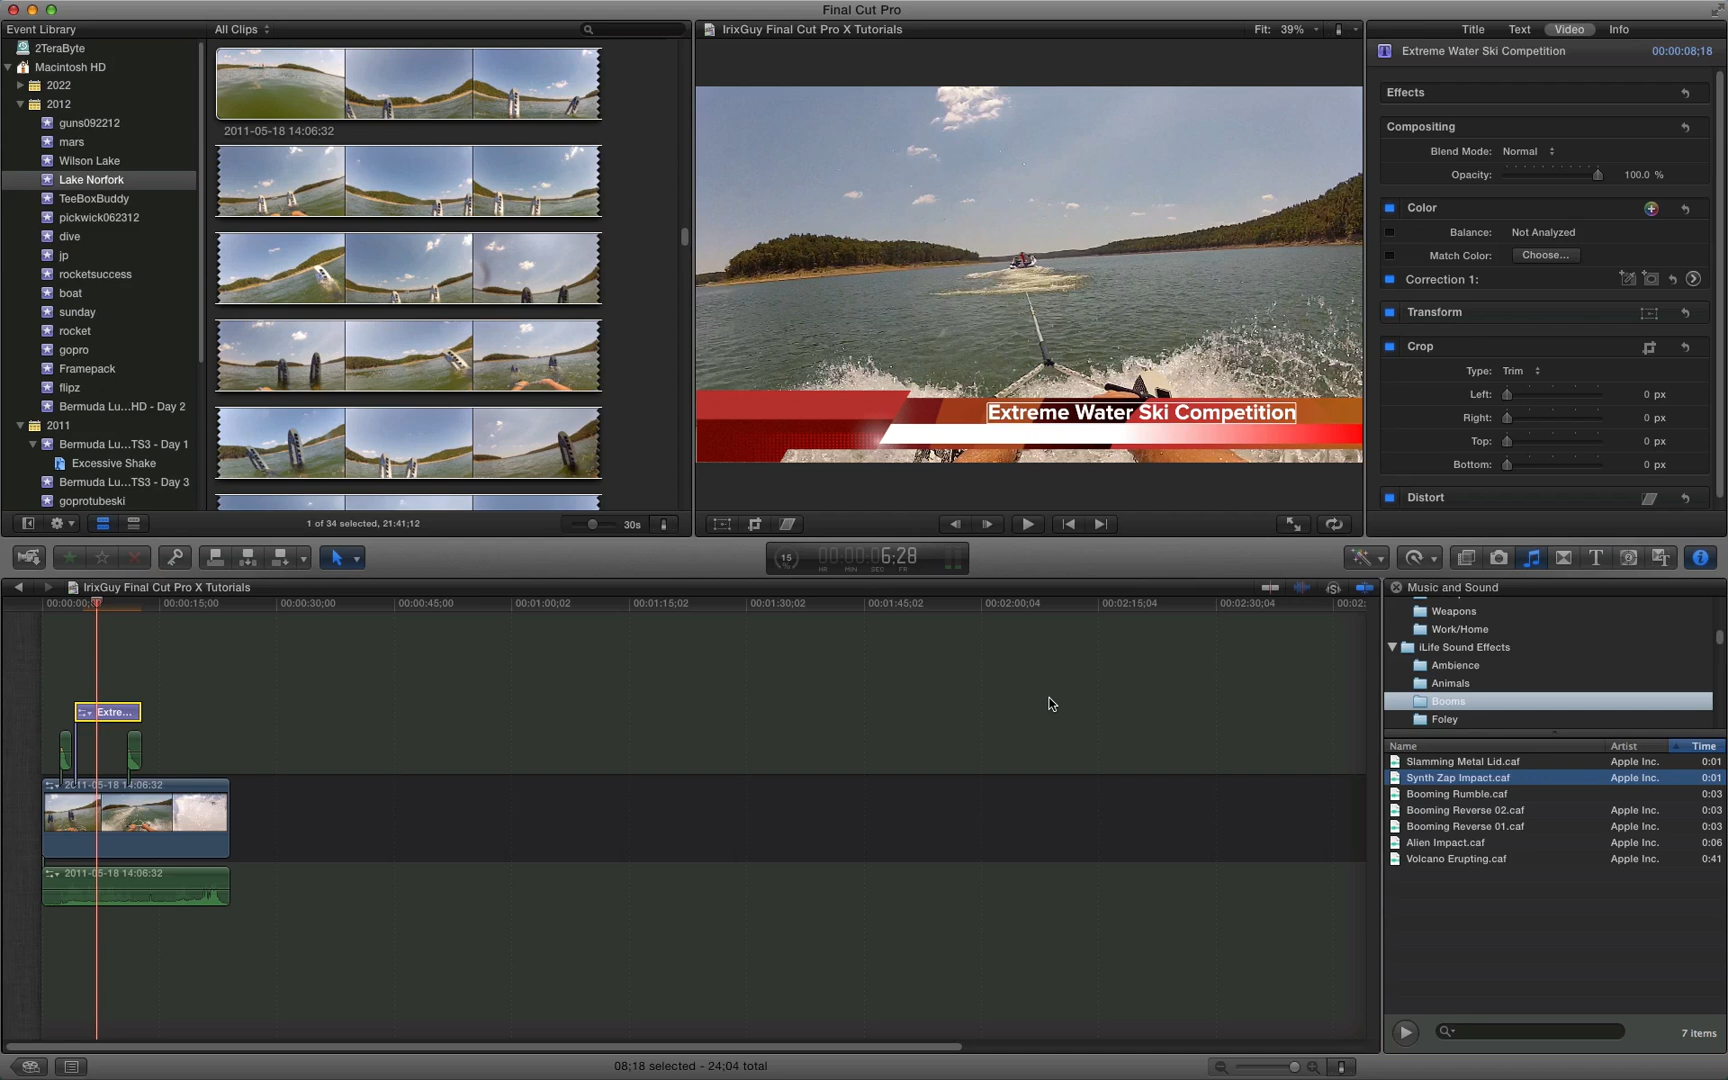 Final Cut Pro
Event Library
All Clips
IrixGuy Final Cut Pro X Tutorials
Fit: 39%
Title Text Video Info
2TeraByte
Macintosh HD
2022
2012
guns092212
mars
Wilson Lake
Lake Norfork
TeeBoxBuddy
pickwick062312
dive
jp
rocketsuccess
boat
sunday
rocket
gopro
Framepack
flipz
Bermuda Lu...HD - Day 2
2011
Bermuda Lu...TS3 - Day 1
Excessive Shake
Bermuda Lu...TS3 - Day 3
goprotubeski
2011-05-18 14:06:32
1 of 34 selected, 21:41;12
30s
Extreme Water Ski Competition
Extreme Water Ski Competition 00:00:08;18
Effects
Compositing
Blend Mode: Normal
Opacity: 100.0 %
Color
Balance: Not Analyzed
Match Color: Choose...
Correction 1:
Transform
Crop
Type: Trim
Left: 0 px
Right: 0 px
Top: 0 px
Bottom: 0 px
Distort
15 % 00:00:06;28
HR MIN SEC FR
IrixGuy Final Cut Pro X Tutorials
00:00:15;00 00:00:30;00 00:00:45;00 00:01:00;02 00:01:15;02 00:01:30;02 00:01:45;02 00:02:00;04 00:02:15;04 00:02:30;04
Extre...
2011-05-18 14:06:32
2011-05-18 14:06:32
Music and Sound
Weapons
Work/Home
iLife Sound Effects
Ambience
Animals
Booms
Foley
Name Artist Time
Slamming Metal Lid.caf Apple Inc. 0:01
Synth Zap Impact.caf Apple Inc. 0:01
Booming Rumble.caf Apple Inc. 0:03
Booming Reverse 02.caf Apple Inc. 0:03
Booming Reverse 01.caf Apple Inc. 0:03
Alien Impact.caf Apple Inc. 0:06
Volcano Erupting.caf Apple Inc. 0:41
7 items
08;18 selected - 24;04 total